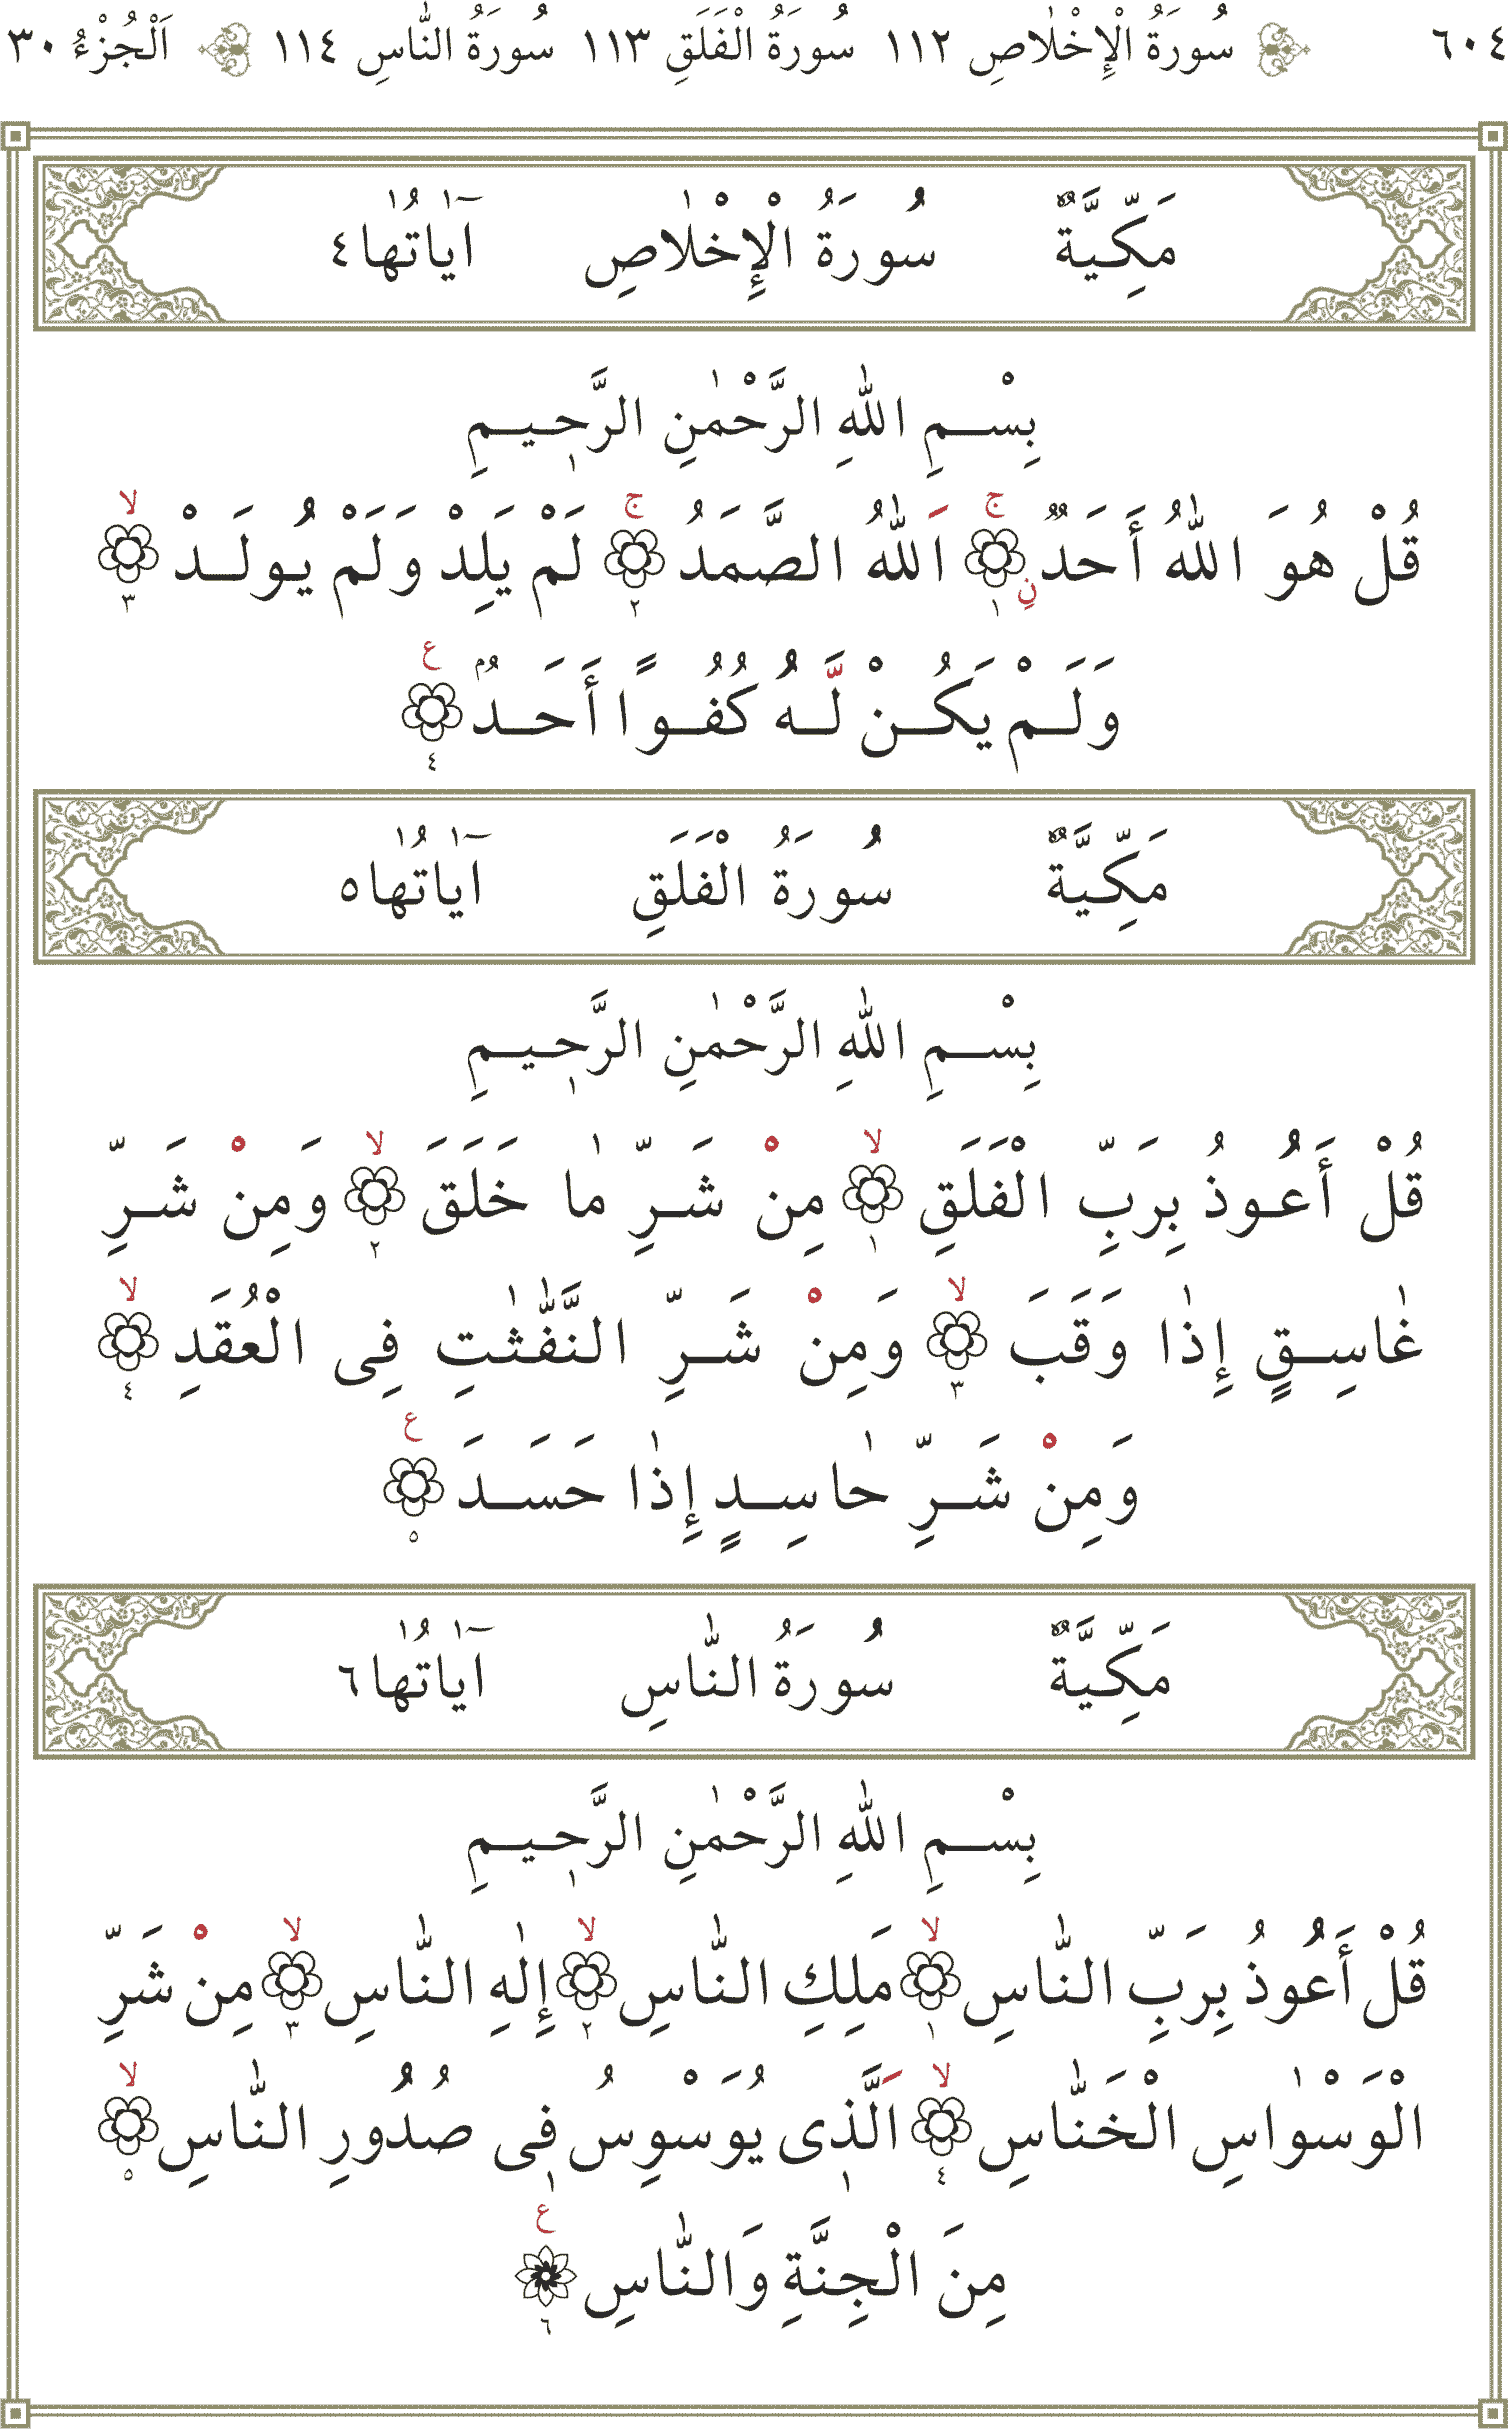 ٦٠٤ سُورَةُ الْإِخْلَاصِ ١١٢ سُورَةُ الْفَلَقِ ١١٣ سُورَةُ النَّاسِ ١١٤ اَلْجُزْءُ ٣٠
مَكِّيَّةٌ سُورَةُ الْإِخْلَاصِ اٰيَاتُهَا ٤
بِسْمِ اللّٰهِ الرَّحْمٰنِ الرَّحٖيمِ
قُلْ هُوَ اللّٰهُ أَحَدٌ نِ ج ١ اَللّٰهُ الصَّمَدُ ج ٢ لَمْ يَلِدْ وَلَمْ يُولَدْ لا ٣
وَلَمْ يَكُنْ لَّهُ كُفُوًا أَحَدٌ ع ٤
مَكِّيَّةٌ سُورَةُ الْفَلَقِ اٰيَاتُهَا ٥
بِسْمِ اللّٰهِ الرَّحْمٰنِ الرَّحٖيمِ
قُلْ أَعُوذُ بِرَبِّ الْفَلَقِ لا ١ مِنْ شَرِّ مٰا خَلَقَ لا ٢ وَمِنْ شَرِّ
غٰاسِقٍ إِذٰا وَقَبَ لا ٣ وَمِنْ شَرِّ النَّفّٰثٰتِ فِى الْعُقَدِ لا ٤
وَمِنْ شَرِّ حٰاسِدٍ إِذٰا حَسَدَ ع ٥
مَكِّيَّةٌ سُورَةُ النّٰاسِ اٰيَاتُهَا ٦
بِسْمِ اللّٰهِ الرَّحْمٰنِ الرَّحٖيمِ
قُلْ أَعُوذُ بِرَبِّ النّٰاسِ لا ١ مَلِكِ النّٰاسِ لا ٢ إِلٰهِ النّٰاسِ لا ٣ مِنْ شَرِّ
الْوَسْوٰاسِ الْخَنّٰاسِ لا ٤ اَلَّذٖى يُوَسْوِسُ فٖى صُدُورِ النّٰاسِ لا ٥
مِنَ الْجِنَّةِ وَالنّٰاسِ ع ٦